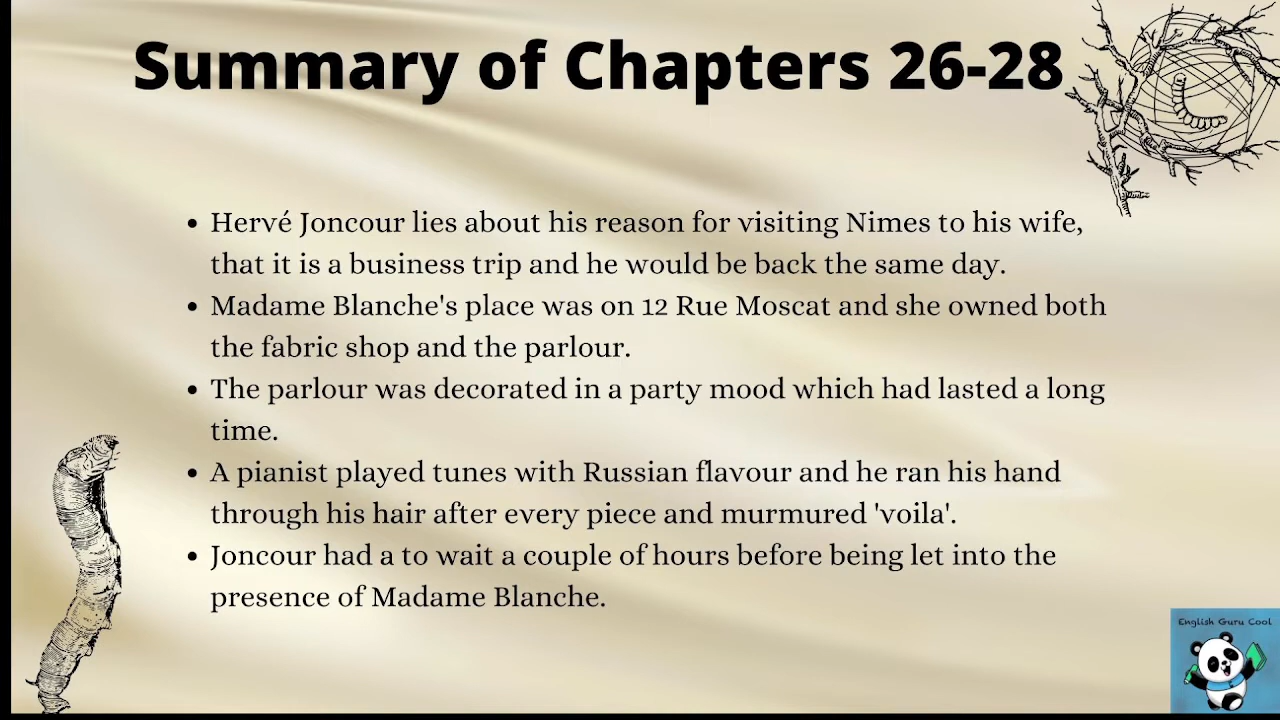 Summary of Chapters 26-28
• Hervé Joncour lies about his reason for visiting Nimes to his wife,
that it is a business trip and he would be back the same day.
• Madame Blanche's place was on 12 Rue Moscat and she owned both
the fabric shop and the parlour.
• The parlour was decorated in a party mood which had lasted a long
time.
• A pianist played tunes with Russian flavour and he ran his hand
through his hair after every piece and murmured 'voila'.
• Joncour had a to wait a couple of hours before being let into the
presence of Madame Blanche.
English Guru Cool